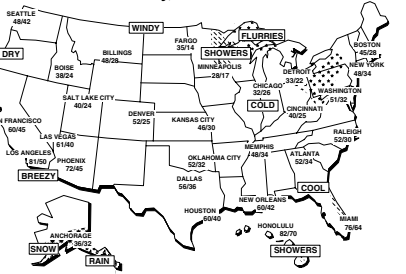 SEATTLE
48/42
WINDY
FLURRIES
FARGO
35/14
SHOWERS
BOSTON
45/28
DRY
BILLINGS
48/28
BOISE
38/24
MINNEAPOLIS
28/17
DETROIT
33/22
NEW YORK
48/34
CHICAGO
32/26
WASHINGTON
51/32
SALT LAKE CITY
40/24
COLD
DENVER
52/25
KANSAS CITY
46/30
CINCINNATI
40/25
N FRANCISCO
60/45
RALEIGH
52/30
LAS VEGAS
61/40
LOS ANGELES
81/50
MEMPHIS
48/34
ATLANTA
52/34
PHOENIX
72/45
OKLAHOMA CITY
52/32
BREEZY
DALLAS
56/36
COOL
NEW ORLEANS
60/42
HOUSTON
60/40
MIAMI
76/64
HONOLULU
82/70
ANCHORAGE
36/32
SNOW
RAIN
SHOWERS